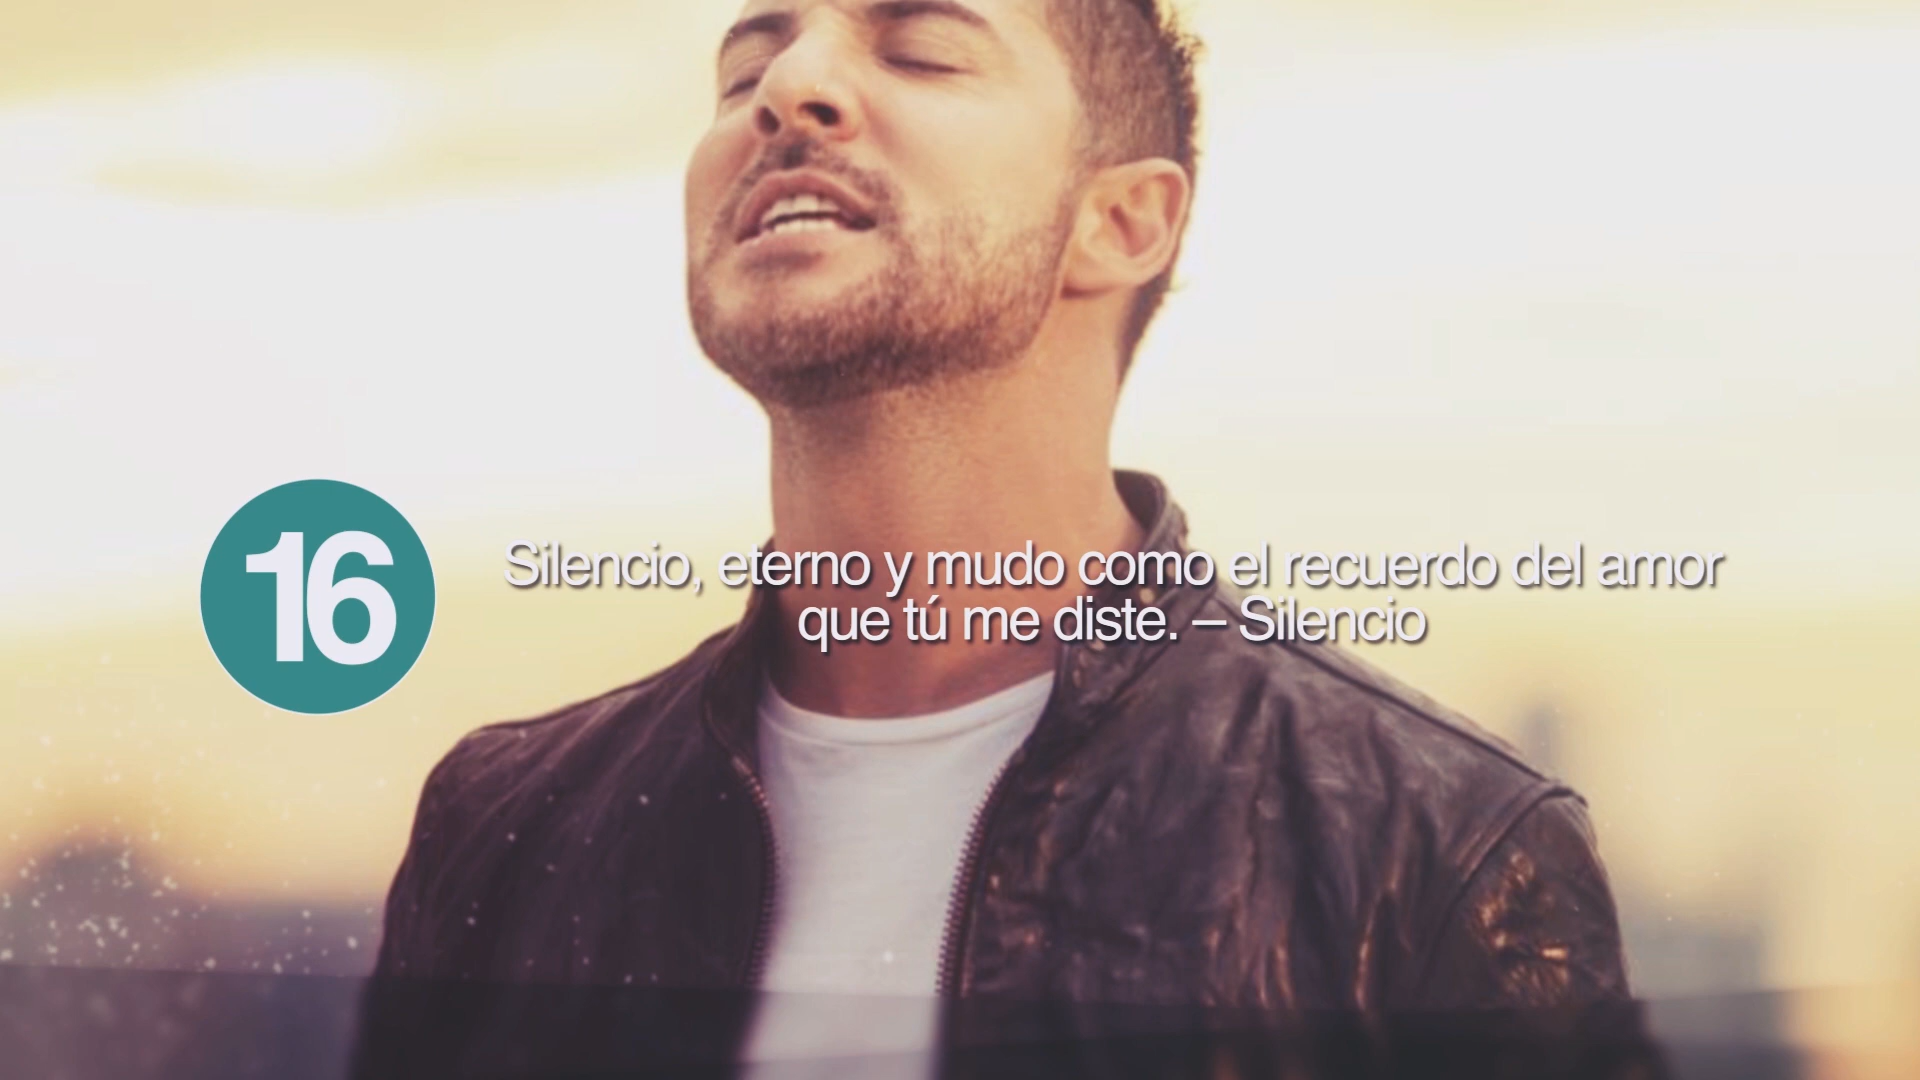 16
Silencio, eterno y mudo como el recuerdo del amor
que tú me diste. – Silencio